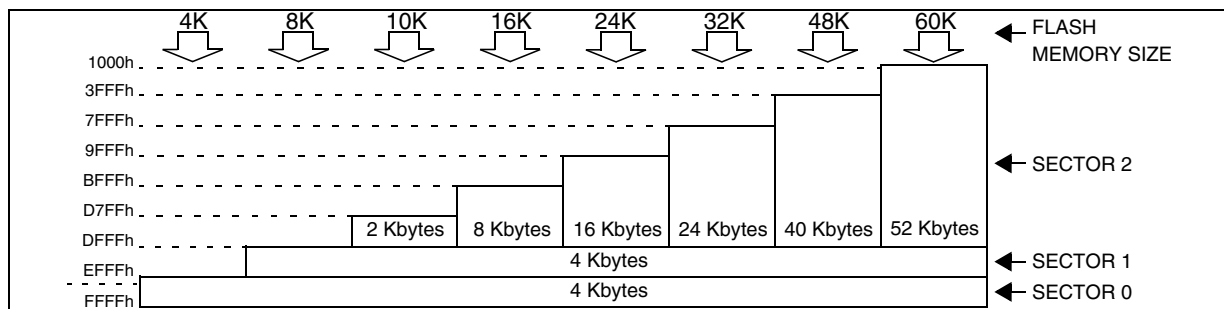 4K 8K 10K 16K 24K 32K 48K 60K
FLASH
MEMORY SIZE
1000h
3FFFh
7FFFh
9FFFh
SECTOR 2
BFFFh
D7FFh
2 Kbytes 8 Kbytes 16 Kbytes 24 Kbytes 40 Kbytes 52 Kbytes
DFFFh
4 Kbytes
SECTOR 1
EFFFh
4 Kbytes
SECTOR 0
FFFFh